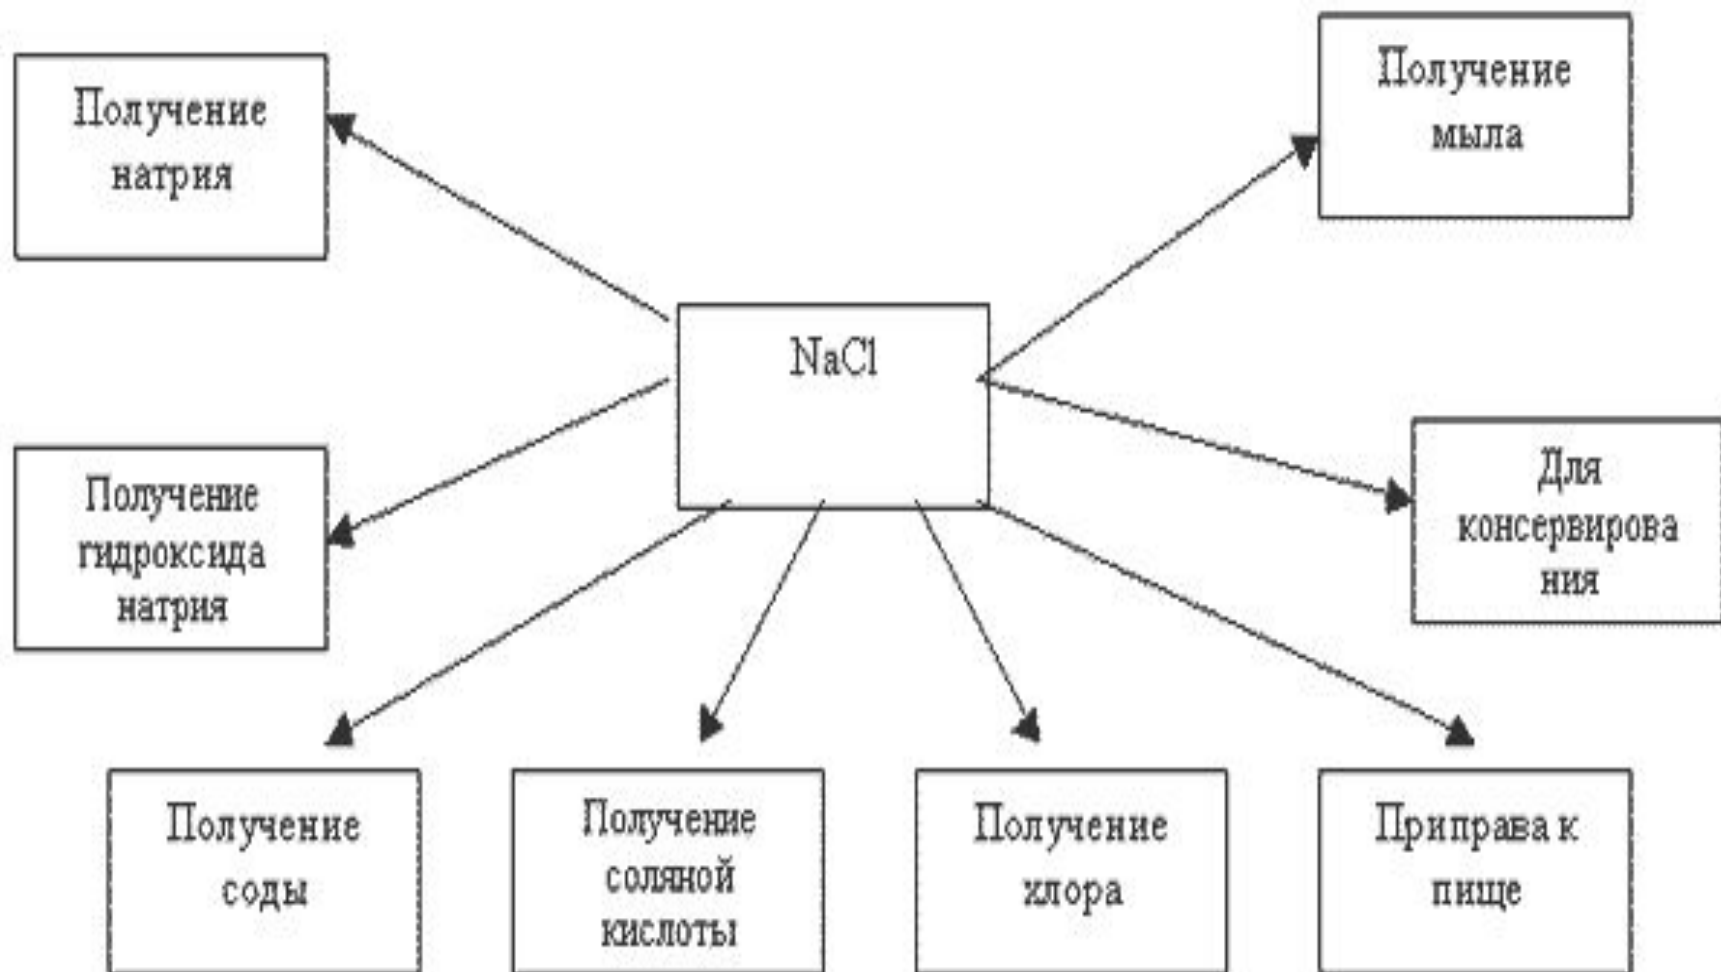 Получение
натрия
Получение
мыла
NaCl
Получение
гидроксида
натрия
Для
консервирова
ния
Получение
соды
Получение
соляной
кислоты
Получение
хлора
Приправа к
пище